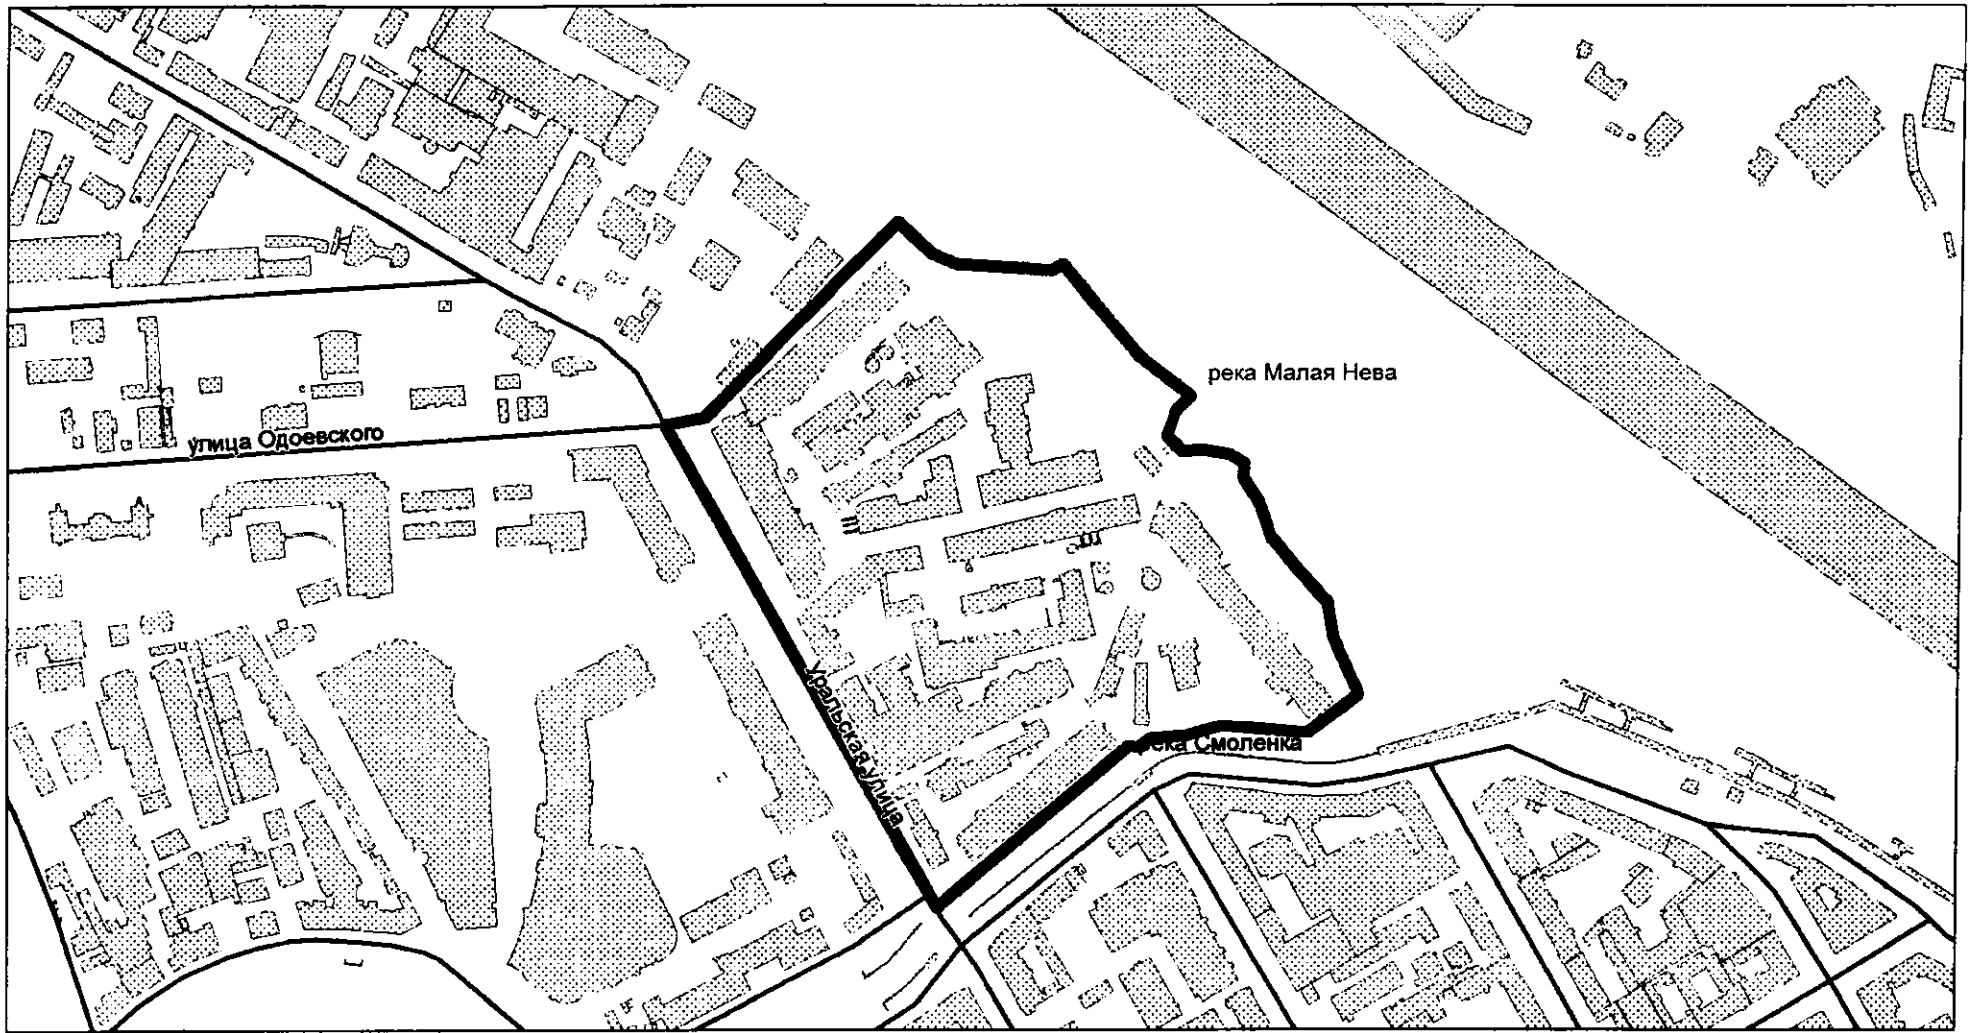 река Малая Нева
улица Одоевского
Уральская улица
река Смоленка